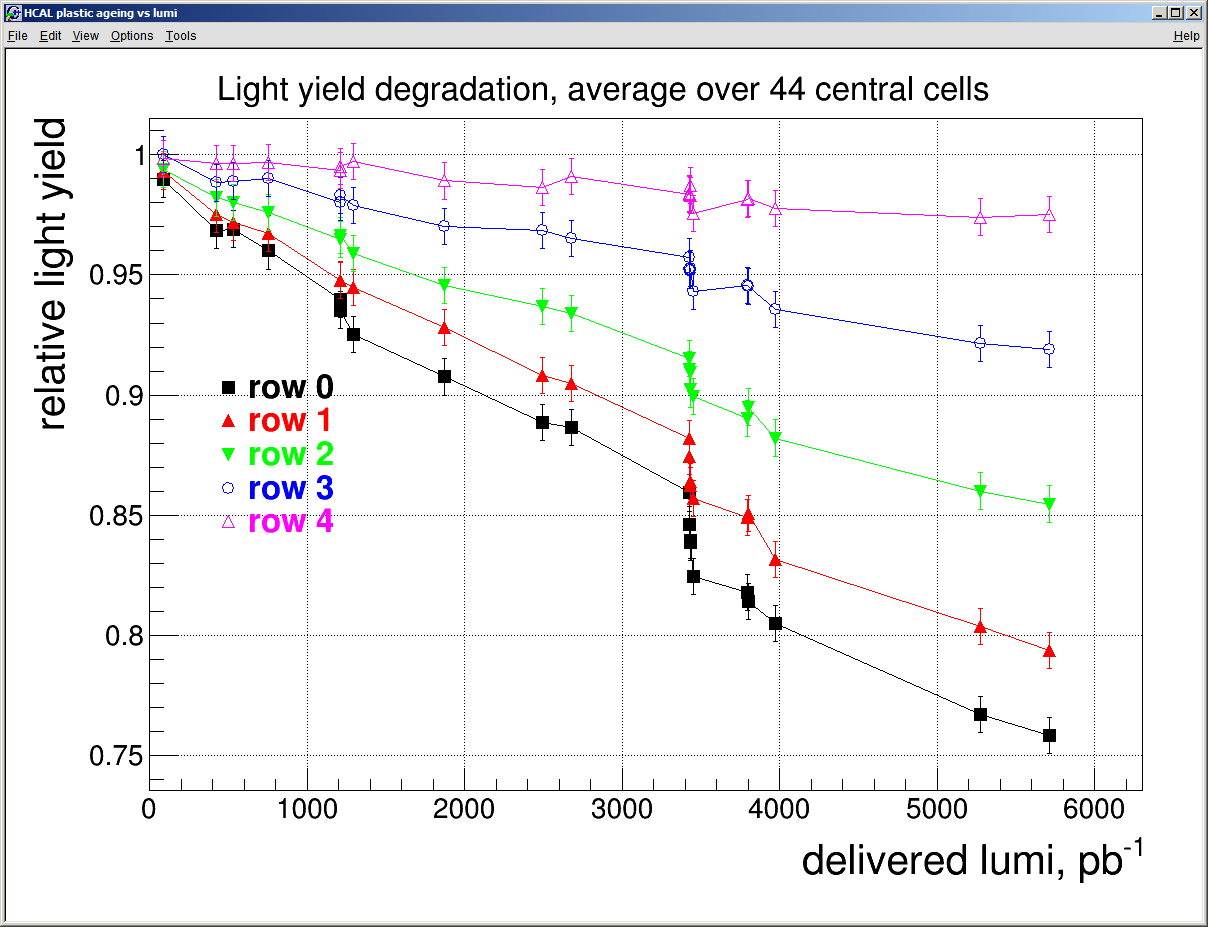 HCAL plastic ageing vs lumi
File Edit View Options Tools Help
Light yield degradation, average over 44 central cells
relative light yield
1
0.95
0.9
0.85
0.8
0.75
row 0
row 1
row 2
row 3
row 4
0 1000 2000 3000 4000 5000 6000
delivered lumi, pb-1